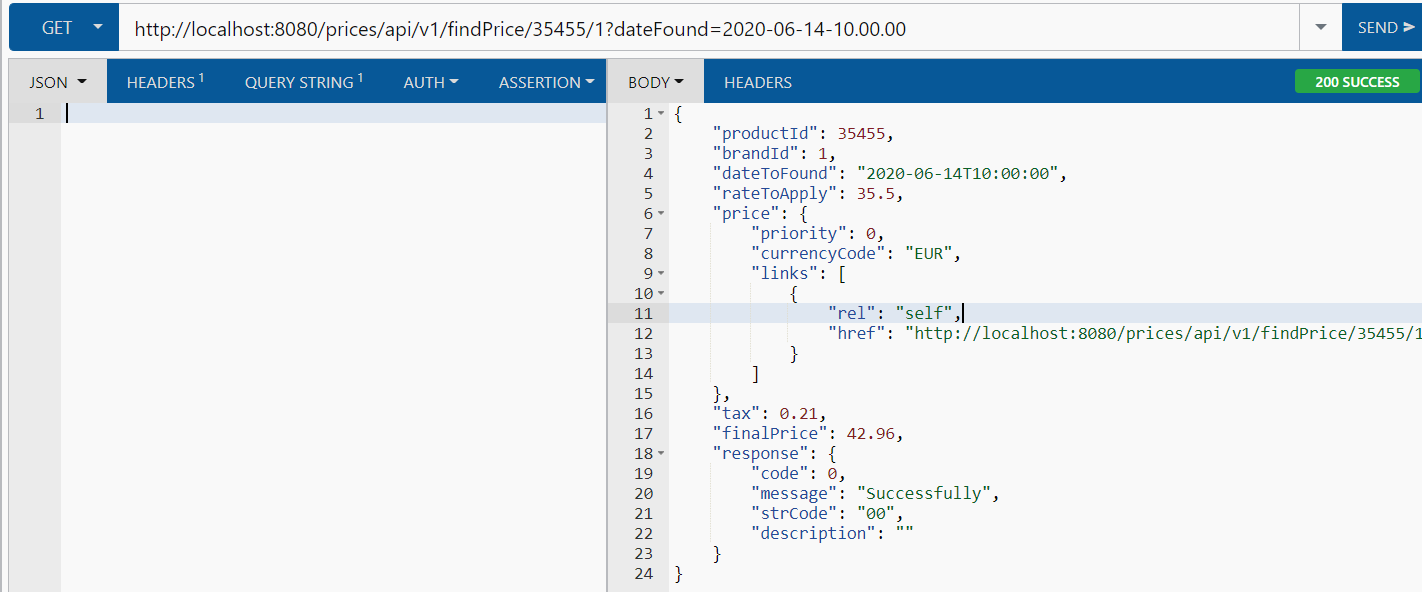 GET http://localhost:8080/prices/api/v1/findPrice/35455/1?dateFound=2020-06-14-10.00.00 SEND
JSON HEADERS 1 QUERY STRING 1 AUTH ASSERTION BODY HEADERS 200 SUCCESS
1
1 {
2 "productId": 35455,
3 "brandId": 1,
4 "dateToFound": "2020-06-14T10:00:00",
5 "rateToApply": 35.5,
6 "price": {
7 "priority": 0,
8 "currencyCode": "EUR",
9 "links": [
10 {
11 "rel": "self",
12 "href": "http://localhost:8080/prices/api/v1/findPrice/35455/1
13 }
14 ]
15 },
16 "tax": 0.21,
17 "finalPrice": 42.96,
18 "response": {
19 "code": 0,
20 "message": "Successfully",
21 "strCode": "00",
22 "description": ""
23 }
24 }